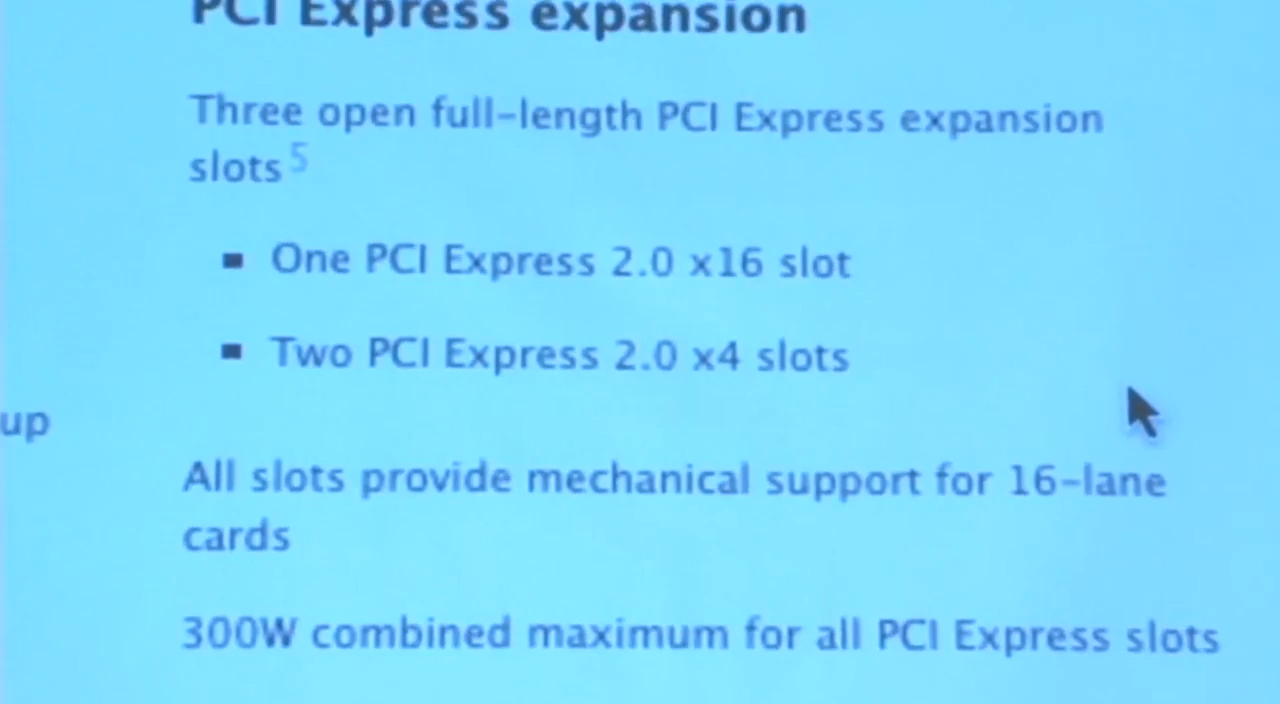 PCI Express expansion
Three open full-length PCI Express expansion
slots 5
▪ One PCI Express 2.0 x16 slot
▪ Two PCI Express 2.0 x4 slots
up
All slots provide mechanical support for 16-lane
cards
300W combined maximum for all PCI Express slots